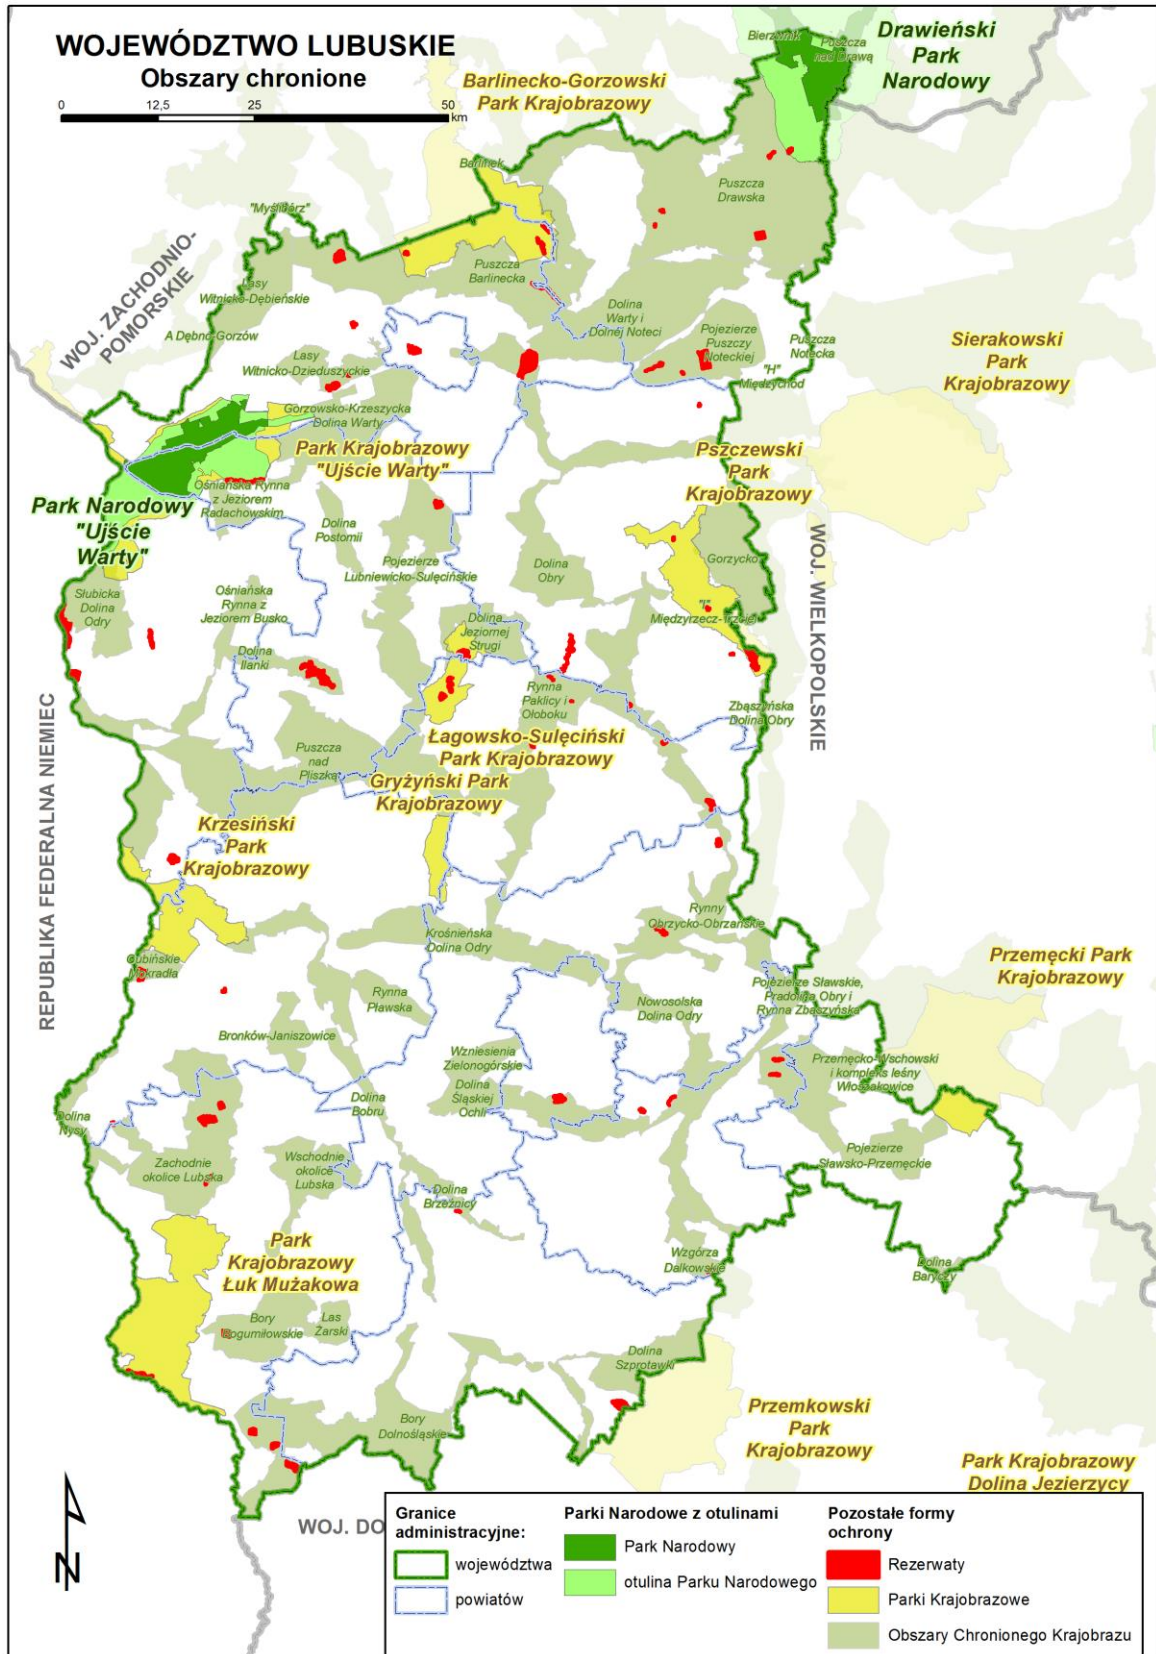 WOJEWÓDZTWO LUBUSKIE
Obszary chronione
0
12,5
25
50
km
Drawieński
Park
Narodowy
Bierzwnik
Puszcza
nad Drawą
Barlinecko-Gorzowski
Park Krajobrazowy
Barlinek
"Myślibórz"
Puszcza
Drawska
WOJ. ZACHODNIO-
POMORSKIE
Lasy
Witnicko-Dębieńskie
A Dębno-Gorzów
Puszcza
Barlinecka
Dolina
Warty i
Dolnej Noteci
Pojezierze
Puszczy
Noteckiej
Puszcza
Notecka
"H"
Międzychód
Sierakowski
Park
Krajobrazowy
Lasy
Witnicko-Dzieduszyckie
Gorzowsko-Krzeszycka
Dolina Warty
Park Krajobrazowy
"Ujście Warty"
Pszczewski
Park
Krajobrazowy
Park Narodowy
"Ujście
Warty"
Ośniańska Rynna
z Jeziorem
Radachowskim
Dolina
Postomii
Pojezierze
Lubniewicko-Sulęcińskie
Dolina
Obry
Gorzycko
WOJ. WIELKOPOLSKIE
Słubicka
Dolina
Odry
Ośniańska
Rynna z
Jeziorem Busko
Dolina
Jeziornej
Strugi
"I"
Międzyrzecz-Trzciel
Dolina
Ilanki
Rynna
Paklicy i
Ołoboku
Zbąszyńska
Dolina Obry
Łagowsko-Sulęciński
Park Krajobrazowy
Puszcza
nad
Pliszką
Gryżyński Park
Krajobrazowy
REPUBLIKA FEDERALNA NIEMIEC
Krzesiński
Park
Krajobrazowy
Rynny
Obrzycko-Obrzańskie
Krośnieńska
Dolina Odry
Gubińskie
Mokradła
Przemęcki Park
Krajobrazowy
Pojezierze Sławskie,
Pradolina Obry i
Rynna Zbąszyńska
Rynna
Pławska
Nowosolska
Dolina Odry
Bronków-Janiszowice
Wzniesienia
Zielonogórskie
Przemęcko-Wschowski
i kompleks leśny
Włoszakowice
Dolina
Śląskiej
Ochli
Dolina
Bobru
Dolina
Nysy
Pojezierze
Sławsko-Przemęckie
Zachodnie
okolice Lubska
Wschodnie
okolice
Lubska
Dolina
Brzeźnicy
Park
Krajobrazowy
Łuk Mużakowa
Wzgórza
Dalkowskie
Dolina
Baryczy
Bory
Bogumiłowskie
Las
Żarski
Dolina
Szprotawki
Bory
Dolnośląskie
Przemkowski
Park
Krajobrazowy
Park Krajobrazowy
Dolina Jezierzycy
N
WOJ. DO
Granice
administracyjne:
województwa
powiatów
Parki Narodowe z otulinami
Park Narodowy
otulina Parku Narodowego
Pozostałe formy
ochrony
Rezerwaty
Parki Krajobrazowe
Obszary Chronionego Krajobrazu